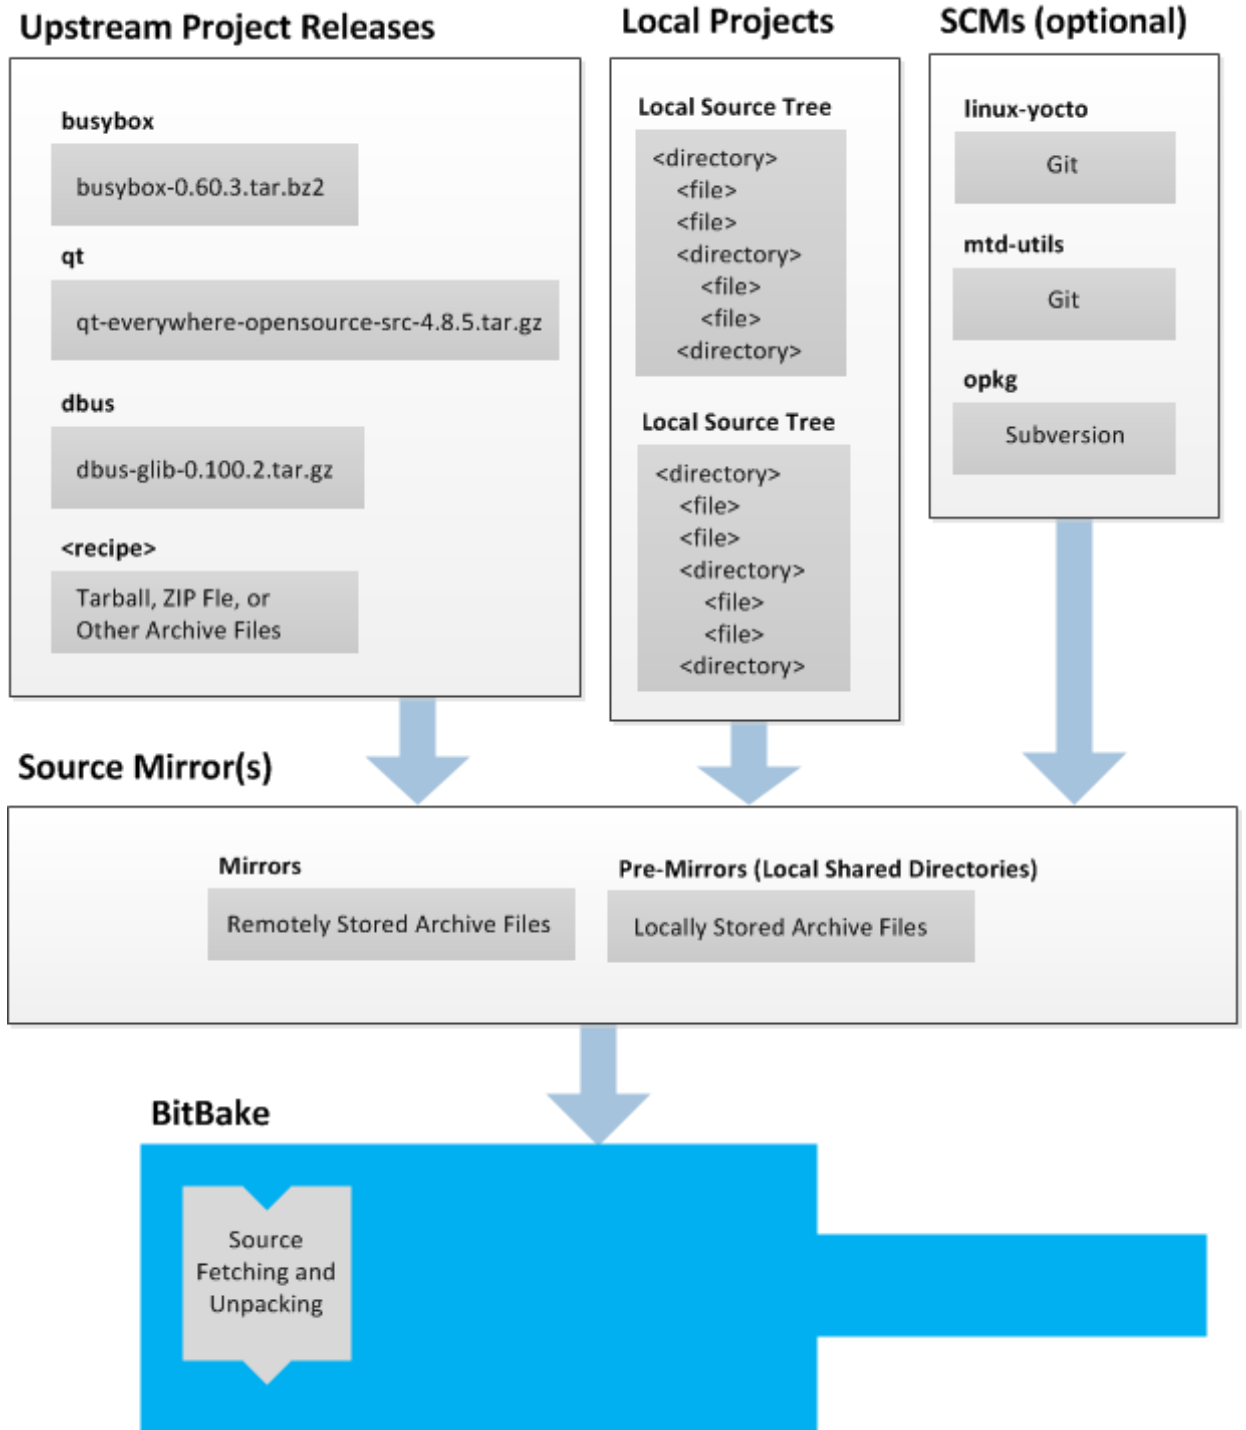 Upstream Project Releases
busybox
busybox-0.60.3.tar.bz2
qt
qt-everywhere-opensource-src-4.8.5.tar.gz
dbus
dbus-glib-0.100.2.tar.gz
<recipe>
Tarball, ZIP Fle, or
Other Archive Files
Local Projects
Local Source Tree
<directory>
<file>
<file>
<directory>
<file>
<file>
<directory>
Local Source Tree
<directory>
<file>
<file>
<directory>
<file>
<file>
<directory>
SCMs (optional)
linux-yocto
Git
mtd-utils
Git
opkg
Subversion
Source Mirror(s)
Mirrors
Remotely Stored Archive Files
Pre-Mirrors (Local Shared Directories)
Locally Stored Archive Files
BitBake
Source
Fetching and
Unpacking